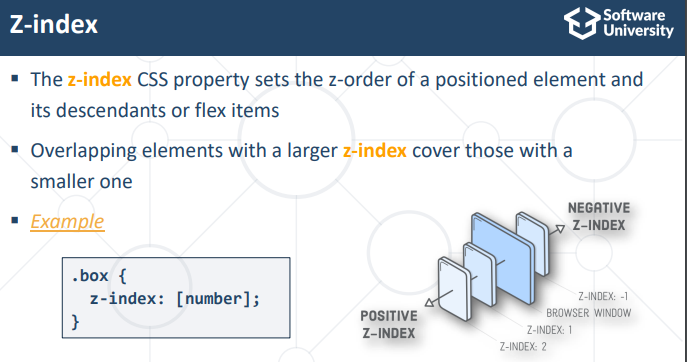 Z-index
Software
University
▪ The z-index CSS property sets the z-order of a positioned element and
its descendants or flex items
▪ Overlapping elements with a larger z-index cover those with a
smaller one
▪ Example
.box {
  z-index: [number];
}
NEGATIVE
Z-INDEX
POSITIVE
Z-INDEX
Z-INDEX: -1
BROWSER WINDOW
Z-INDEX: 1
Z-INDEX: 2